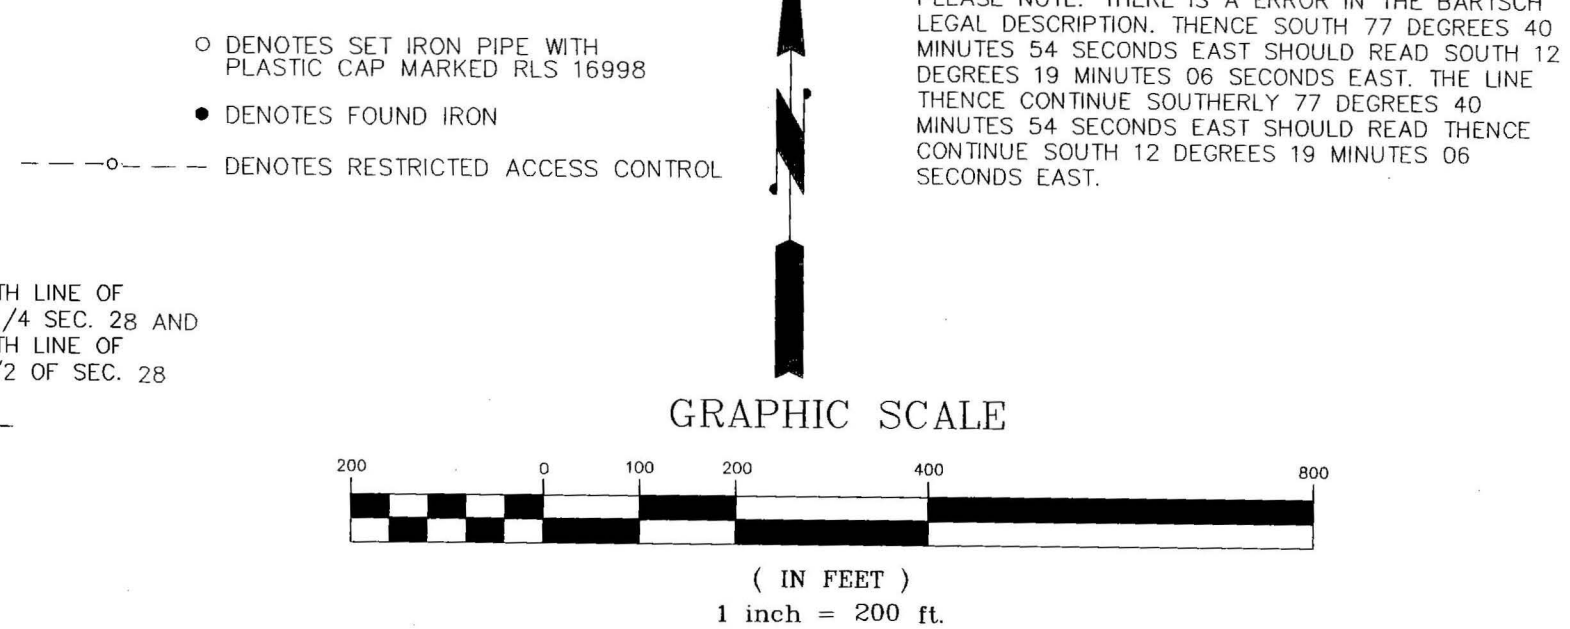 DENOTES SET IRON PIPE WITH
PLASTIC CAP MARKED RLS 16998
DENOTES FOUND IRON
DENOTES RESTRICTED ACCESS CONTROL
PLEASE NOTE: THERE IS A ERROR IN THE BARTSCH
LEGAL DESCRIPTION. THENCE SOUTH 77 DEGREES 40
MINUTES 54 SECONDS EAST SHOULD READ SOUTH 12
DEGREES 19 MINUTES 06 SECONDS EAST. THE LINE
THENCE CONTINUE SOUTHERLY 77 DEGREES 40
MINUTES 54 SECONDS EAST SHOULD READ THENCE
CONTINUE SOUTH 12 DEGREES 19 MINUTES 06
SECONDS EAST.
N
TH LINE OF
/4 SEC. 28 AND
TH LINE OF
/2 OF SEC. 28
GRAPHIC SCALE
200 0 100 200 400 800
( IN FEET )
1 inch = 200 ft.